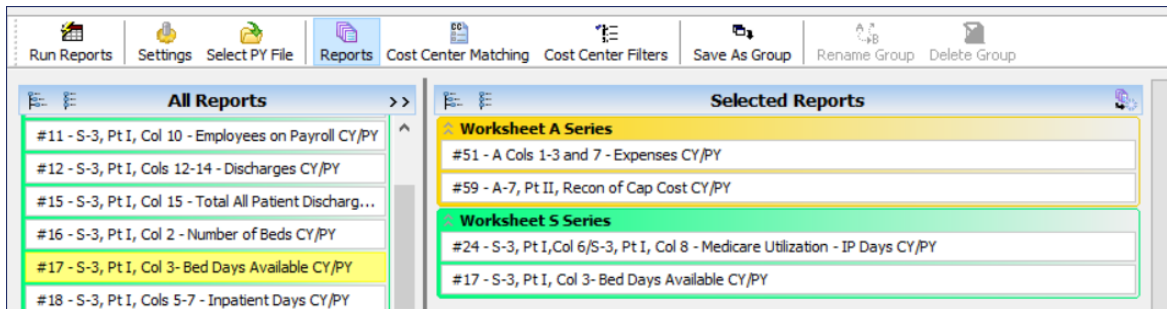 Run Reports Settings Select PY File Reports Cost Center Matching Cost Center Filters Save As Group Rename Group Delete Group
All Reports >>
#11 - S-3, Pt I, Col 10 - Employees on Payroll CY/PY
#12 - S-3, Pt I, Cols 12-14 - Discharges CY/PY
#15 - S-3, Pt I, Col 15 - Total All Patient Discharg...
#16 - S-3, Pt I, Col 2 - Number of Beds CY/PY
#17 - S-3, Pt I, Col 3- Bed Days Available CY/PY
#18 - S-3, Pt I, Cols 5-7 - Inpatient Days CY/PY
Selected Reports
Worksheet A Series
#51 - A Cols 1-3 and 7 - Expenses CY/PY
#59 - A-7, Pt II, Recon of Cap Cost CY/PY
Worksheet S Series
#24 - S-3, Pt I,Col 6/S-3, Pt I, Col 8 - Medicare Utilization - IP Days CY/PY
#17 - S-3, Pt I, Col 3- Bed Days Available CY/PY